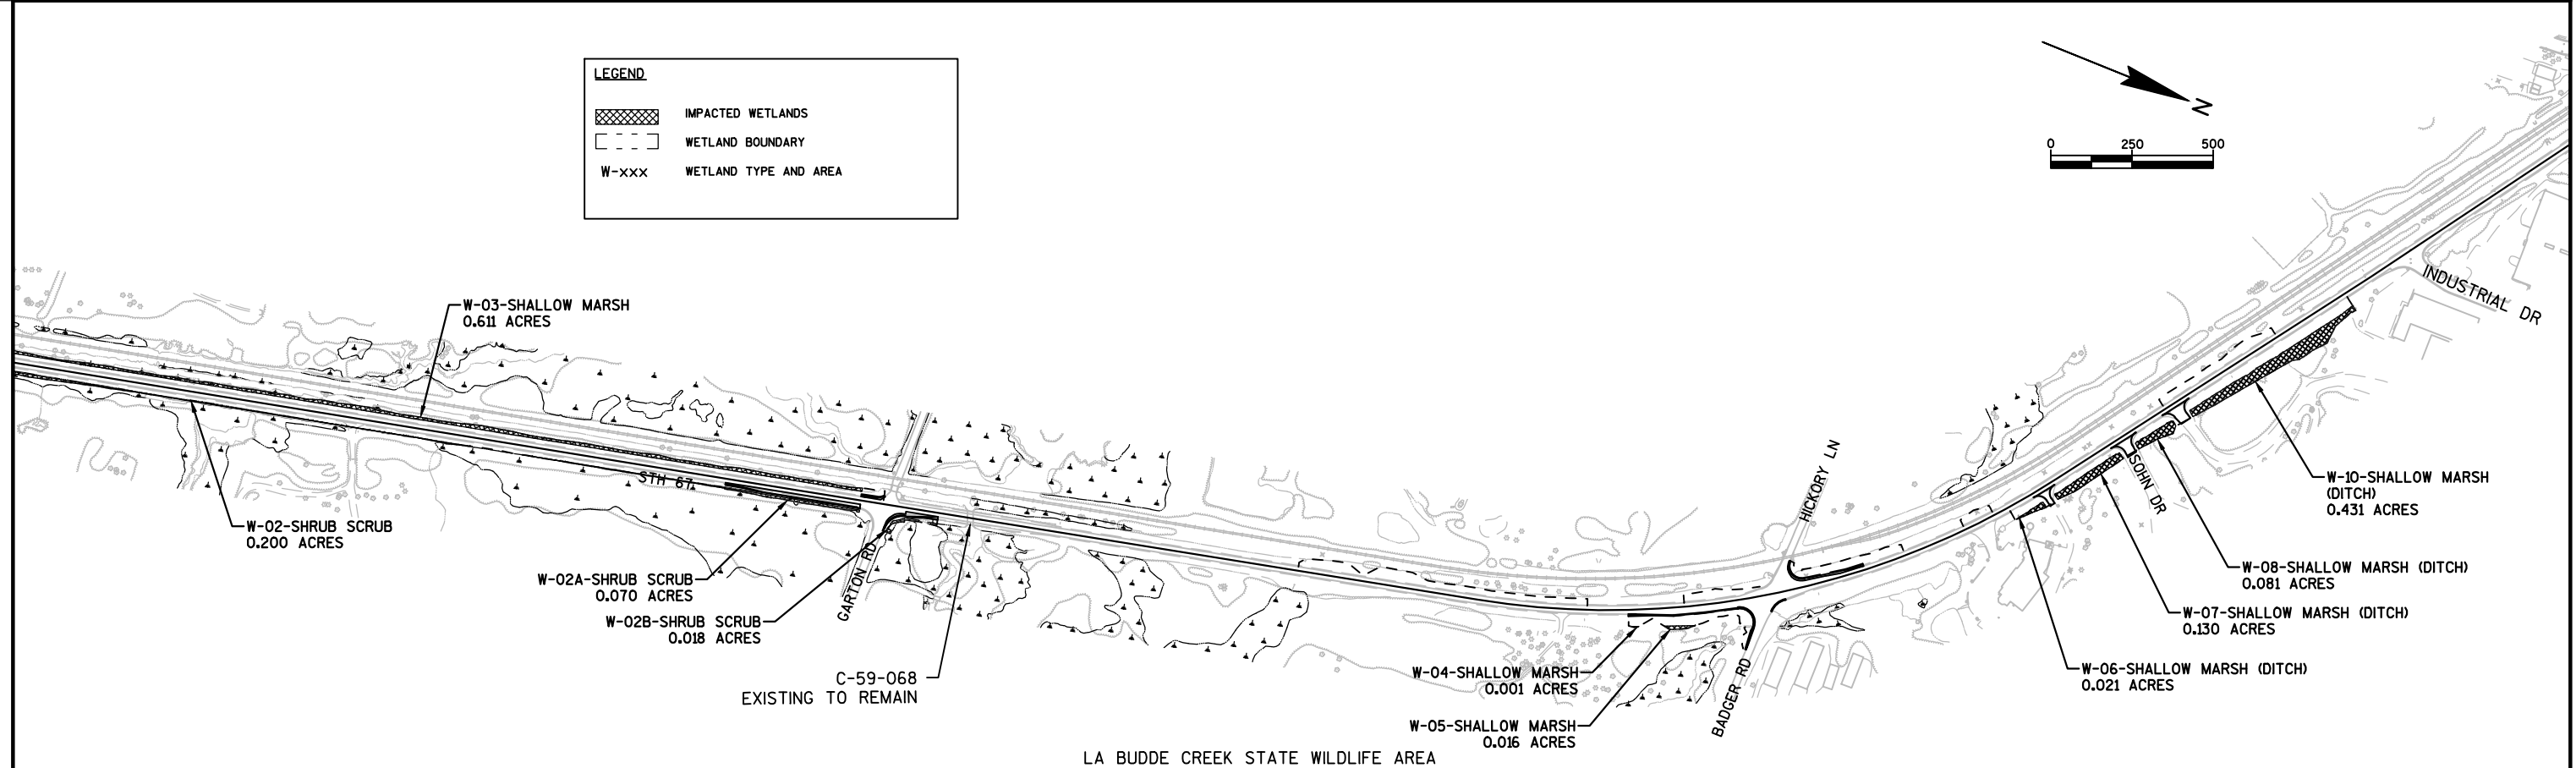 LEGEND
IMPACTED WETLANDS
WETLAND BOUNDARY
W-xxx WETLAND TYPE AND AREA
N
0 250 500
INDUSTRIAL DR
W-03-SHALLOW MARSH
0.611 ACRES
STH 67
HICKORY LN
SOHN DR
W-10-SHALLOW MARSH
(DITCH)
0.431 ACRES
W-02-SHRUB SCRUB
0.200 ACRES
W-02A-SHRUB SCRUB
0.070 ACRES
GARTON RD
W-02B-SHRUB SCRUB
0.018 ACRES
W-08-SHALLOW MARSH (DITCH)
0.081 ACRES
W-07-SHALLOW MARSH (DITCH)
0.130 ACRES
W-06-SHALLOW MARSH (DITCH)
0.021 ACRES
C-59-068
EXISTING TO REMAIN
W-04-SHALLOW MARSH
0.001 ACRES
BADGER RD
W-05-SHALLOW MARSH
0.016 ACRES
LA BUDDE CREEK STATE WILDLIFE AREA